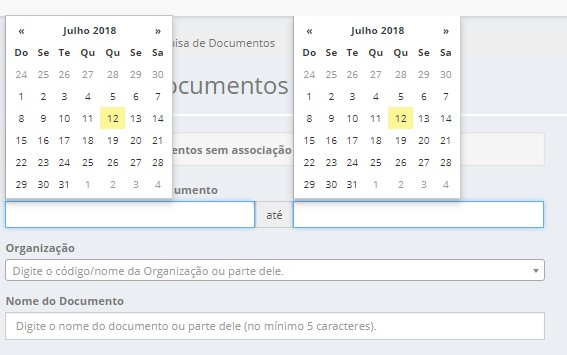 « Julho 2018 »
Do Se Te Qu Qu Se Sa
24 25 26 27 28 29 30
1 2 3 4 5 6 7
8 9 10 11 12 13 14
15 16 17 18 19 20 21
22 23 24 25 26 27 28
29 30 31 1 2 3 4
« Julho 2018 »
Do Se Te Qu Qu Se Sa
24 25 26 27 28 29 30
1 2 3 4 5 6 7
8 9 10 11 12 13 14
15 16 17 18 19 20 21
22 23 24 25 26 27 28
29 30 31 1 2 3 4
uisa de Documentos
ocumentos
entos sem associação
cumento
até
Organização
Digite o código/nome da Organização ou parte dele.
Nome do Documento
Digite o nome do documento ou parte dele (no mínimo 5 caracteres).